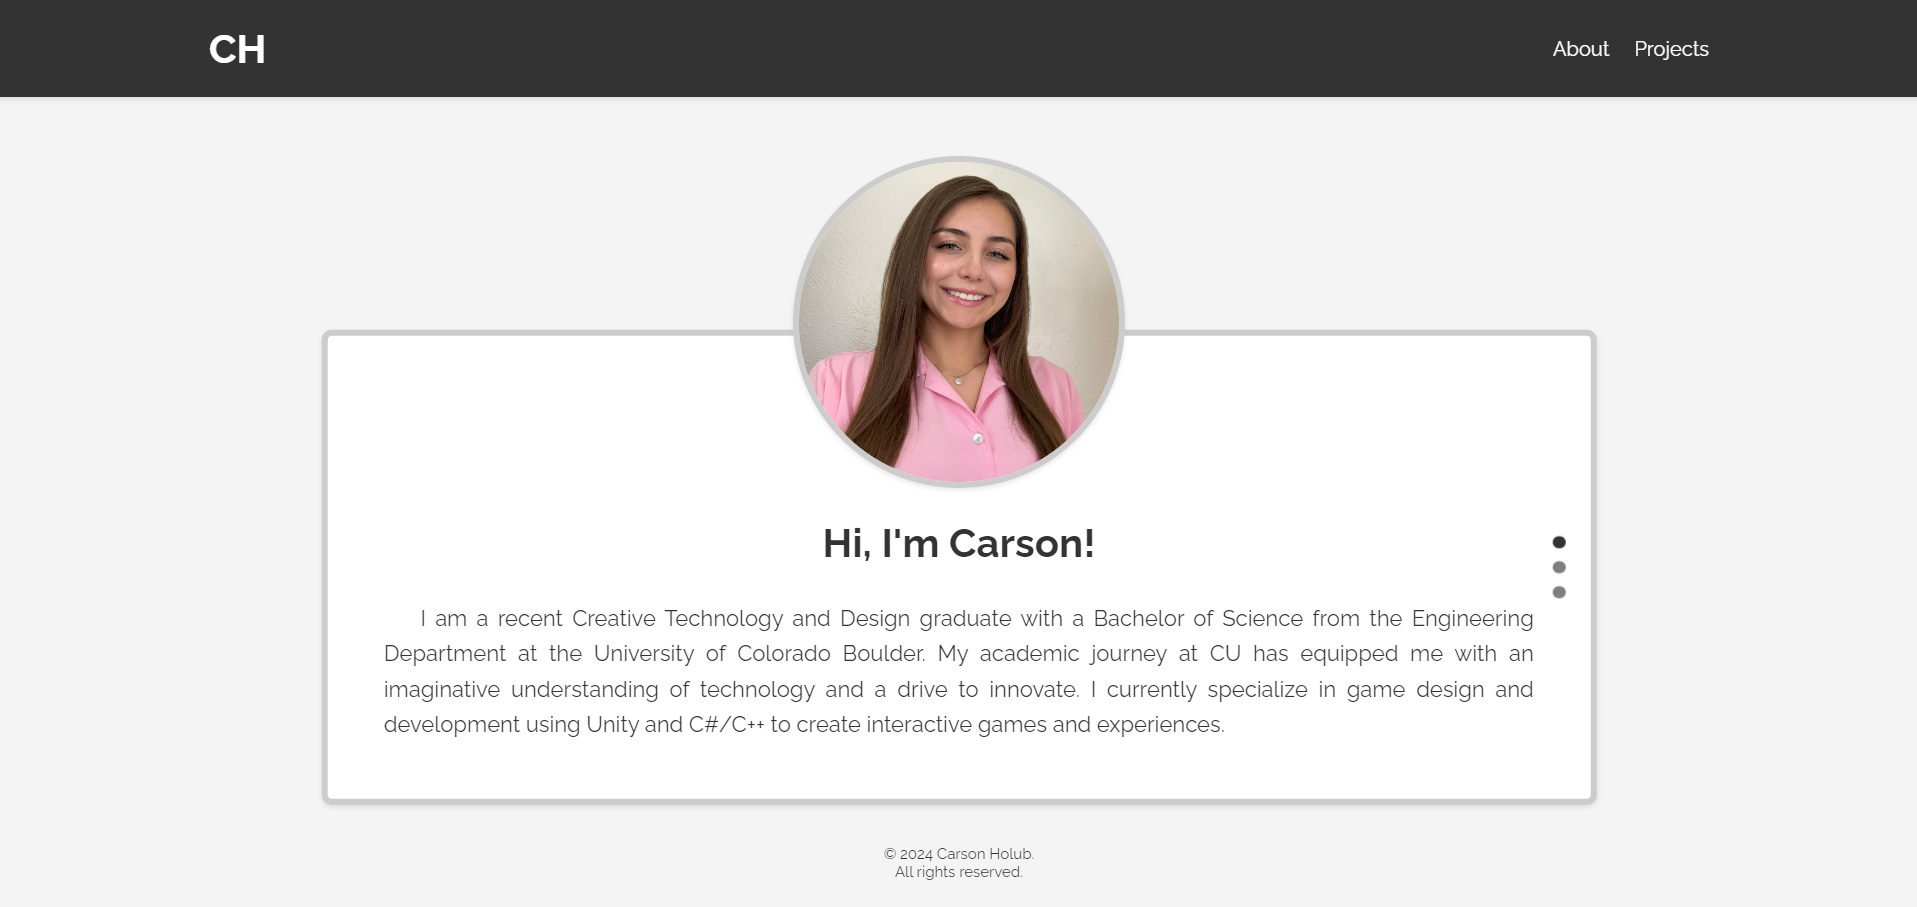 CH
About Projects
Hi, I'm Carson!
I am a recent Creative Technology and Design graduate with a Bachelor of Science from the Engineering
Department at the University of Colorado Boulder. My academic journey at CU has equipped me with an
imaginative understanding of technology and a drive to innovate. I currently specialize in game design and
development using Unity and C#/C++ to create interactive games and experiences.
© 2024 Carson Holub.
All rights reserved.